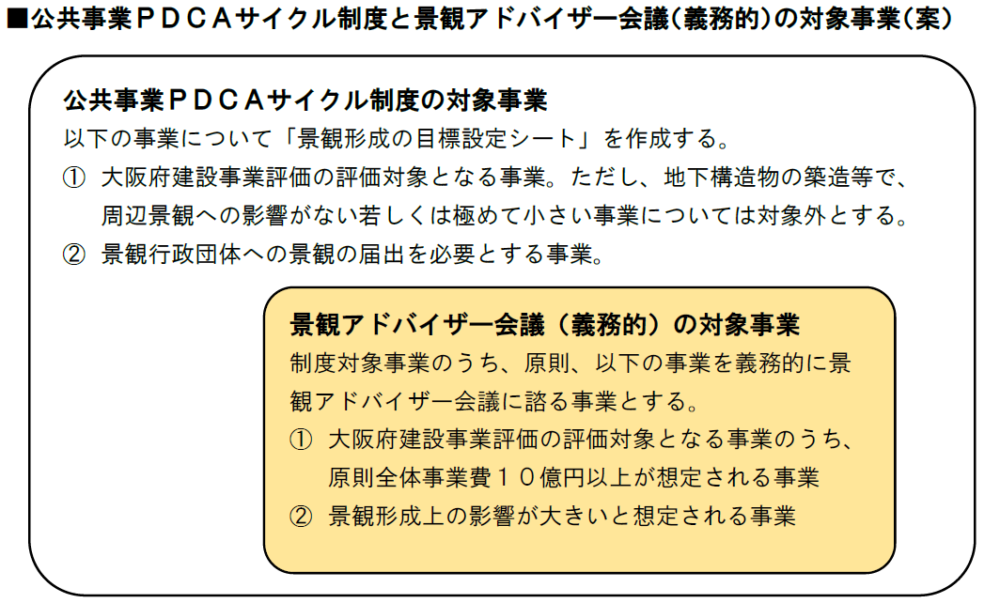 ■公共事業ＰＤＣＡサイクル制度と景観アドバイザー会議(義務的)の対象事業(案)
公共事業ＰＤＣＡサイクル制度の対象事業
以下の事業について「景観形成の目標設定シート」を作成する。
① 大阪府建設事業評価の評価対象となる事業。ただし、地下構造物の築造等で、
周辺景観への影響がない若しくは極めて小さい事業については対象外とする。
② 景観行政団体への景観の届出を必要とする事業。
景観アドバイザー会議（義務的）の対象事業
制度対象事業のうち、原則、以下の事業を義務的に景
観アドバイザー会議に諮る事業とする。
① 大阪府建設事業評価の評価対象となる事業のうち、
原則全体事業費１０億円以上が想定される事業
② 景観形成上の影響が大きいと想定される事業